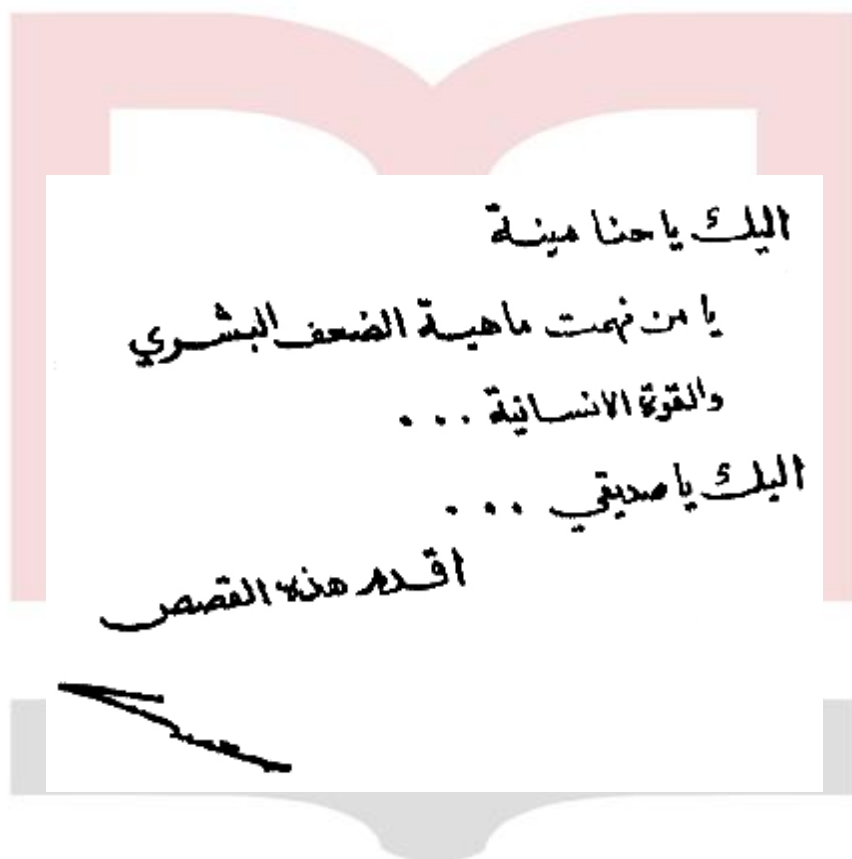 اليك يا حنا مينة
يا من فهمت ماهية الضعف البشري
والقوة الانسانية . . .
اليك يا صديقي . . .
اقدم هذه القصص